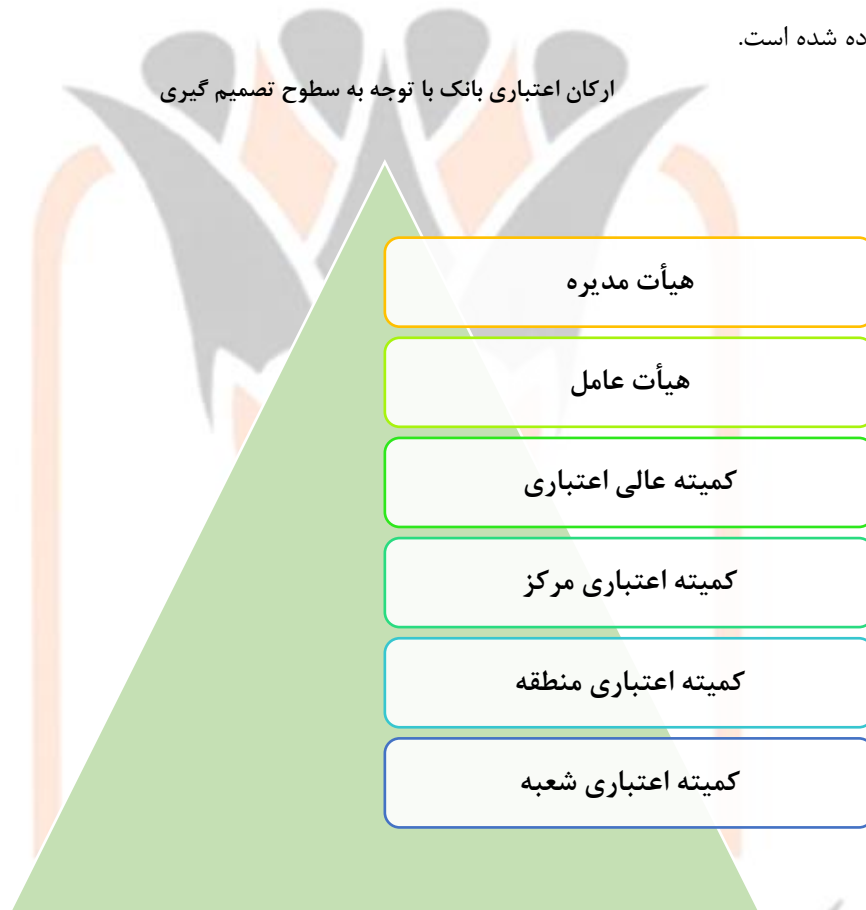 ده شده است.
ارکان اعتباری بانک با توجه به سطوح تصمیم گیری
هیأت مدیره
هیأت عامل
کمیته عالی اعتباری
کمیته اعتباری مرکز
کمیته اعتباری منطقه
کمیته اعتباری شعبه